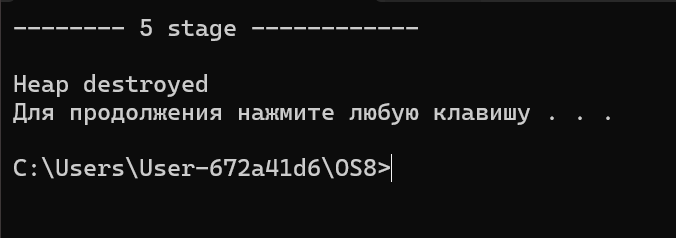 -------- 5 stage ------------
Heap destroyed
Для продолжения нажмите любую клавишу . . .
C:\Users\User-672a41d6\OS8>